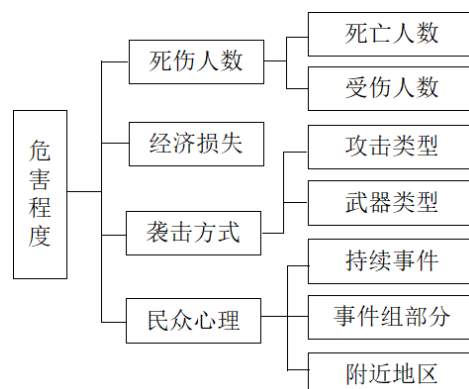 危害程度
死伤人数
死亡人数
受伤人数
经济损失
袭击方式
攻击类型
武器类型
民众心理
持续事件
事件组部分
附近地区